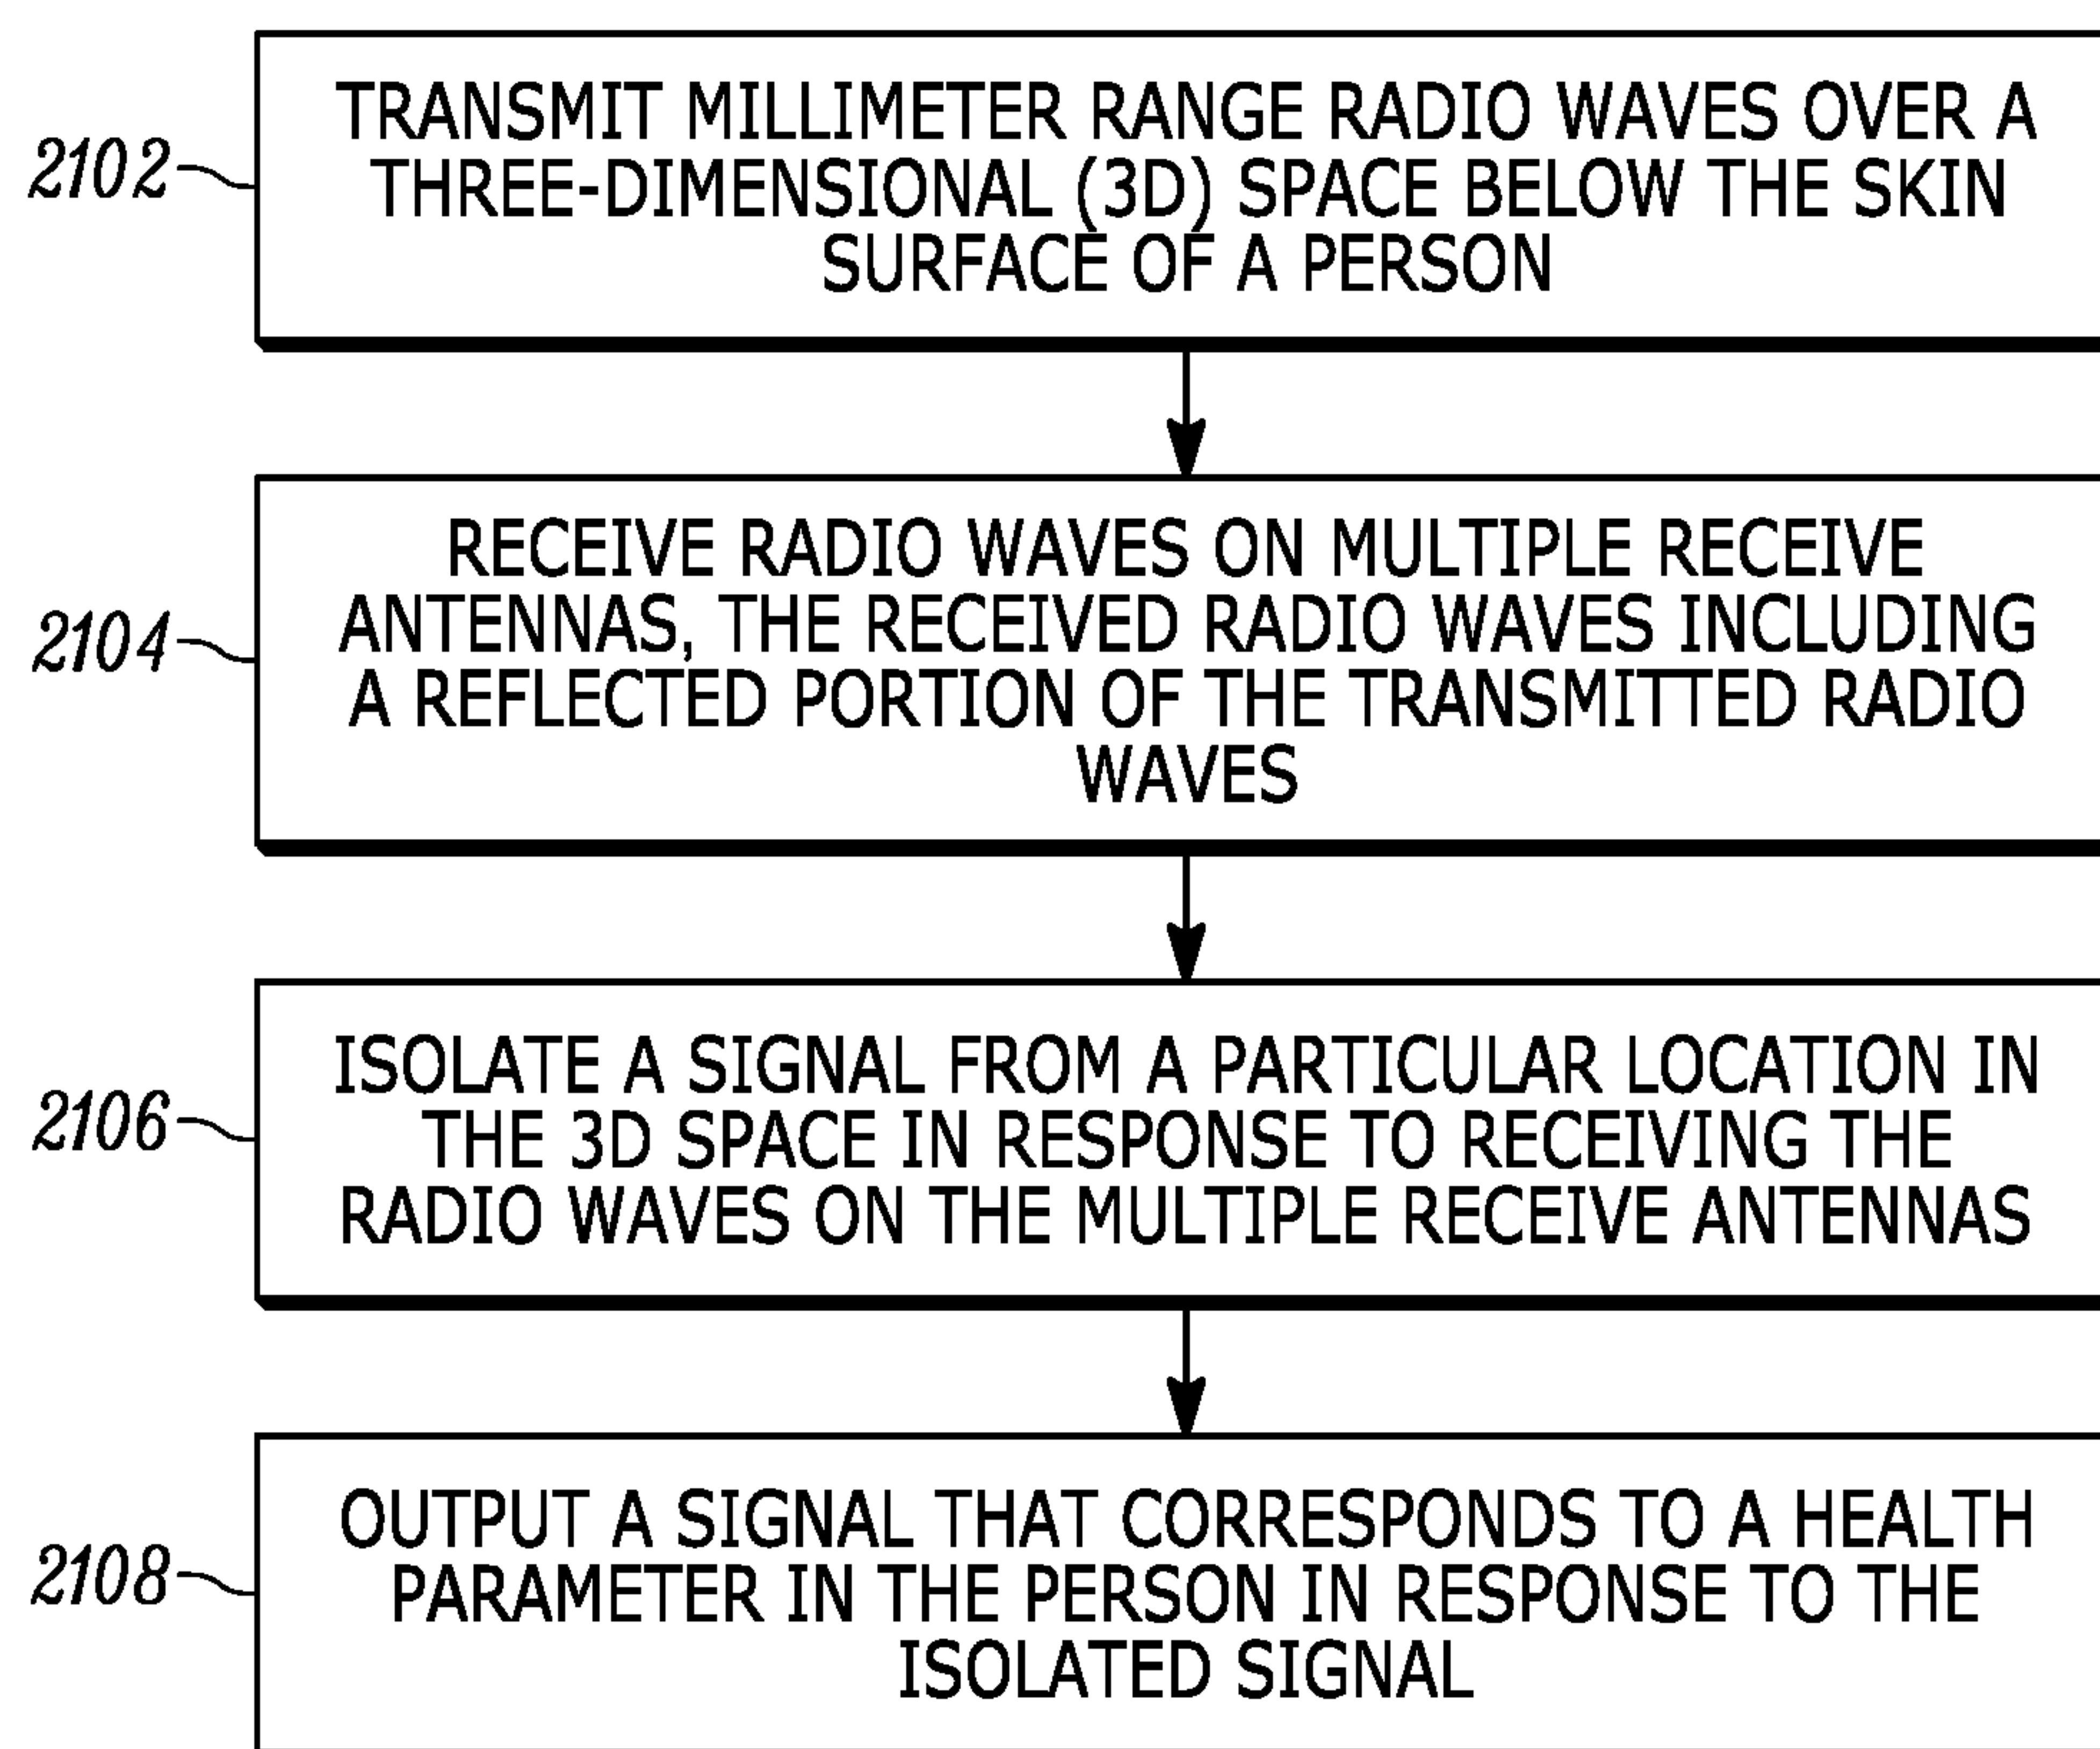 TRANSMIT MILLIMETER RANGE RADIO WAVES OVER A
2102
THREE-DIMENSIONAL (3D) SPACE BELOW THE SKIN
SURFACE OF A PERSON
RECEIVE RADIO WAVES ON MULTIPLE RECEIVE
2104
ANTENNAS, THE RECEIVED RADIO WAVES INCLUDING
A REFLECTED PORTION OF THE TRANSMITTED RADIO
WAVES
ISOLATE A SIGNAL FROM A PARTICULAR LOCATION IN
2106
THE 3D SPACE IN RESPONSE TO RECEIVING THE
RADIO WAVES ON THE MULTIPLE RECEIVE ANTENNAS
OUTPUT A SIGNAL THAT CORRESPONDS TO A HEALTH
2108
PARAMETER IN THE PERSON IN RESPONSE TO THE
ISOLATED SIGNAL